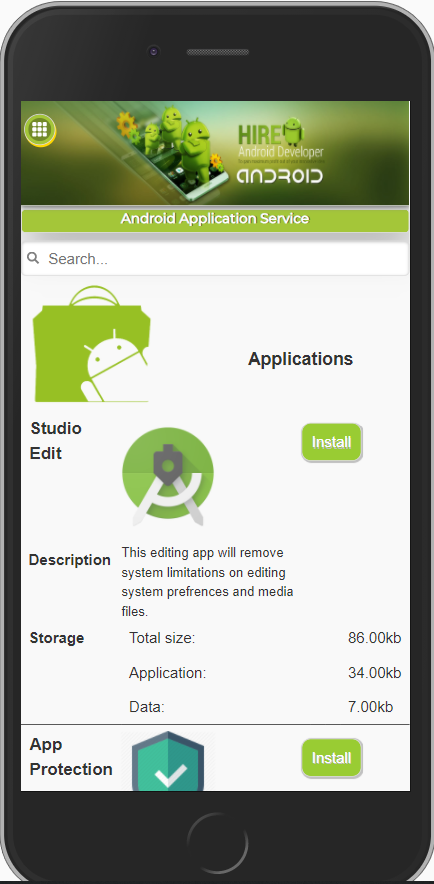 HIRE
Android Developer
ANDROID
Android Application Service
Search...
Applications
Studio
Edit
Install
Description
This editing app will remove
system limitations on editing
system prefrences and media
files.
Storage
Total size:
86.00kb
Application:
34.00kb
Data:
7.00kb
App
Protection
Install